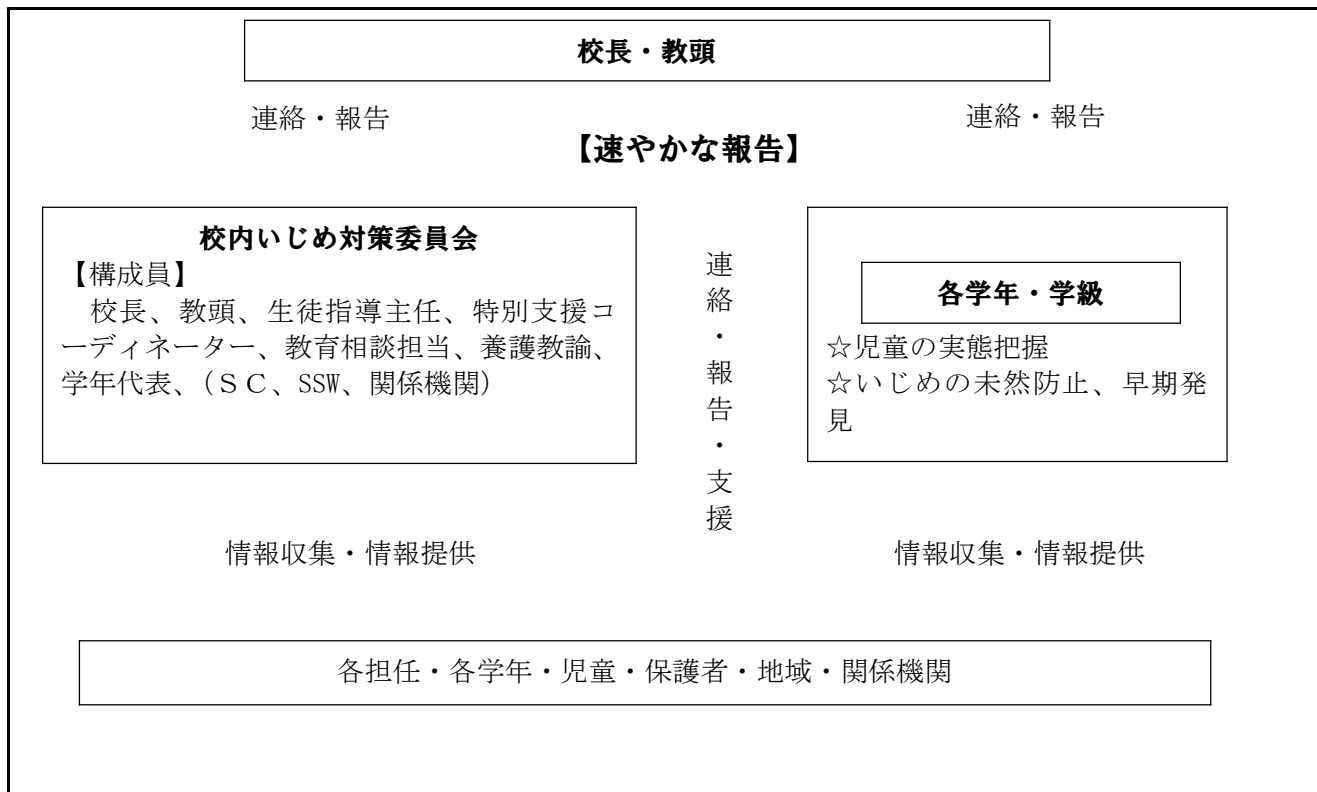 校長・教頭
連絡・報告
連絡・報告
【速やかな報告】
校内いじめ対策委員会
【構成員】
　校長、教頭、生徒指導主任、特別支援コ
ーディネーター、教育相談担当、養護教諭、
学年代表、（ＳＣ、SSW、関係機関）
連絡・報告・支援
各学年・学級
☆児童の実態把握
☆いじめの未然防止、早期発
見
情報収集・情報提供
情報収集・情報提供
各担任・各学年・児童・保護者・地域・関係機関